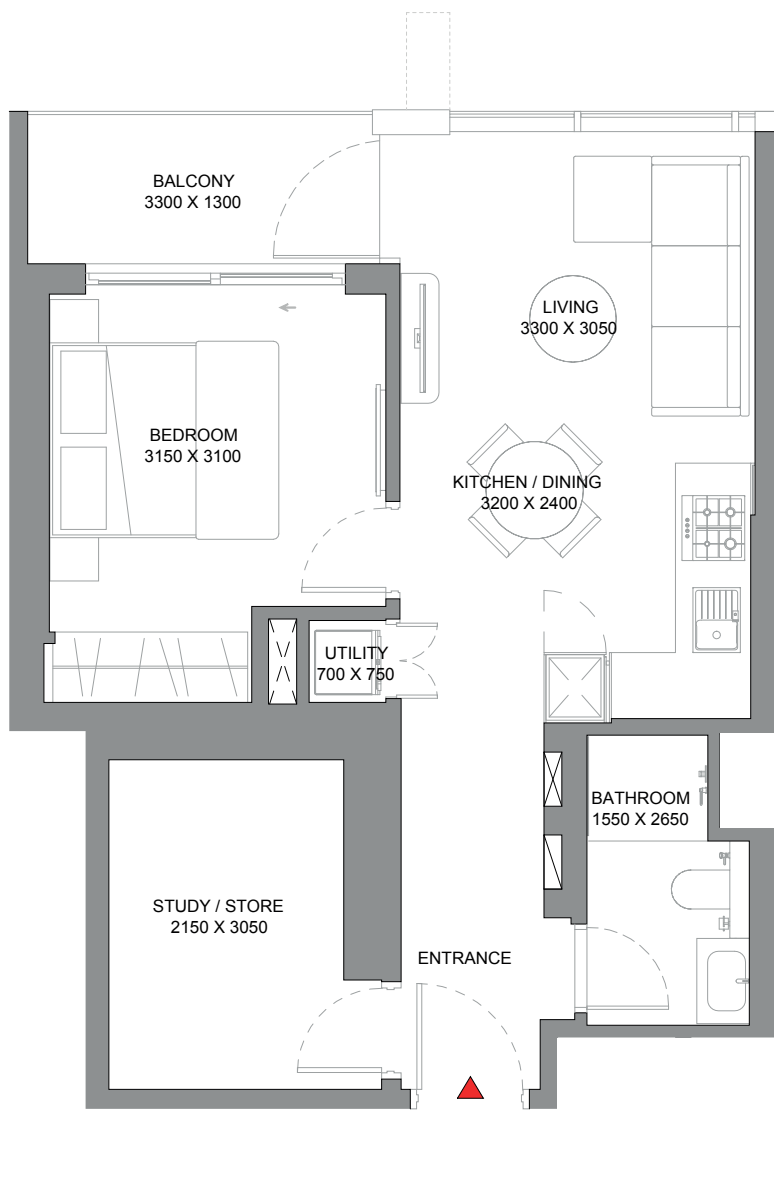 BALCONY
3300 X 1300
LIVING
3300 X 3050
BEDROOM
3150 X 3100
KITCHEN / DINING
3200 X 2400
UTILITY
700 X 750
BATHROOM
1550 X 2650
STUDY / STORE
2150 X 3050
ENTRANCE